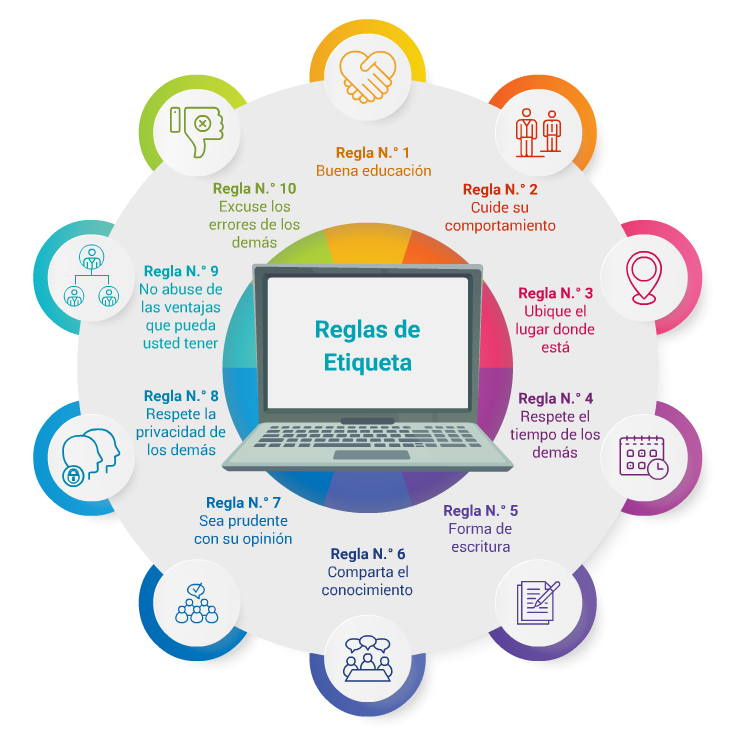 Reglas de
Etiqueta
Regla N.° 1
Buena educación
Regla N.° 2
Cuide su
comportamiento
Regla N.° 3
Ubique el
lugar donde
está
Regla N.° 4
Respete el
tiempo de los
demás
Regla N.° 5
Forma de
escritura
Regla N.° 6
Comparta el
conocimiento
Regla N.° 7
Sea prudente
con su opinión
Regla N.° 8
Respete la
privacidad de
los demás
Regla N.° 9
No abuse de
las ventajas
que pueda
usted tener
Regla N.° 10
Excuse los
errores de los
demás